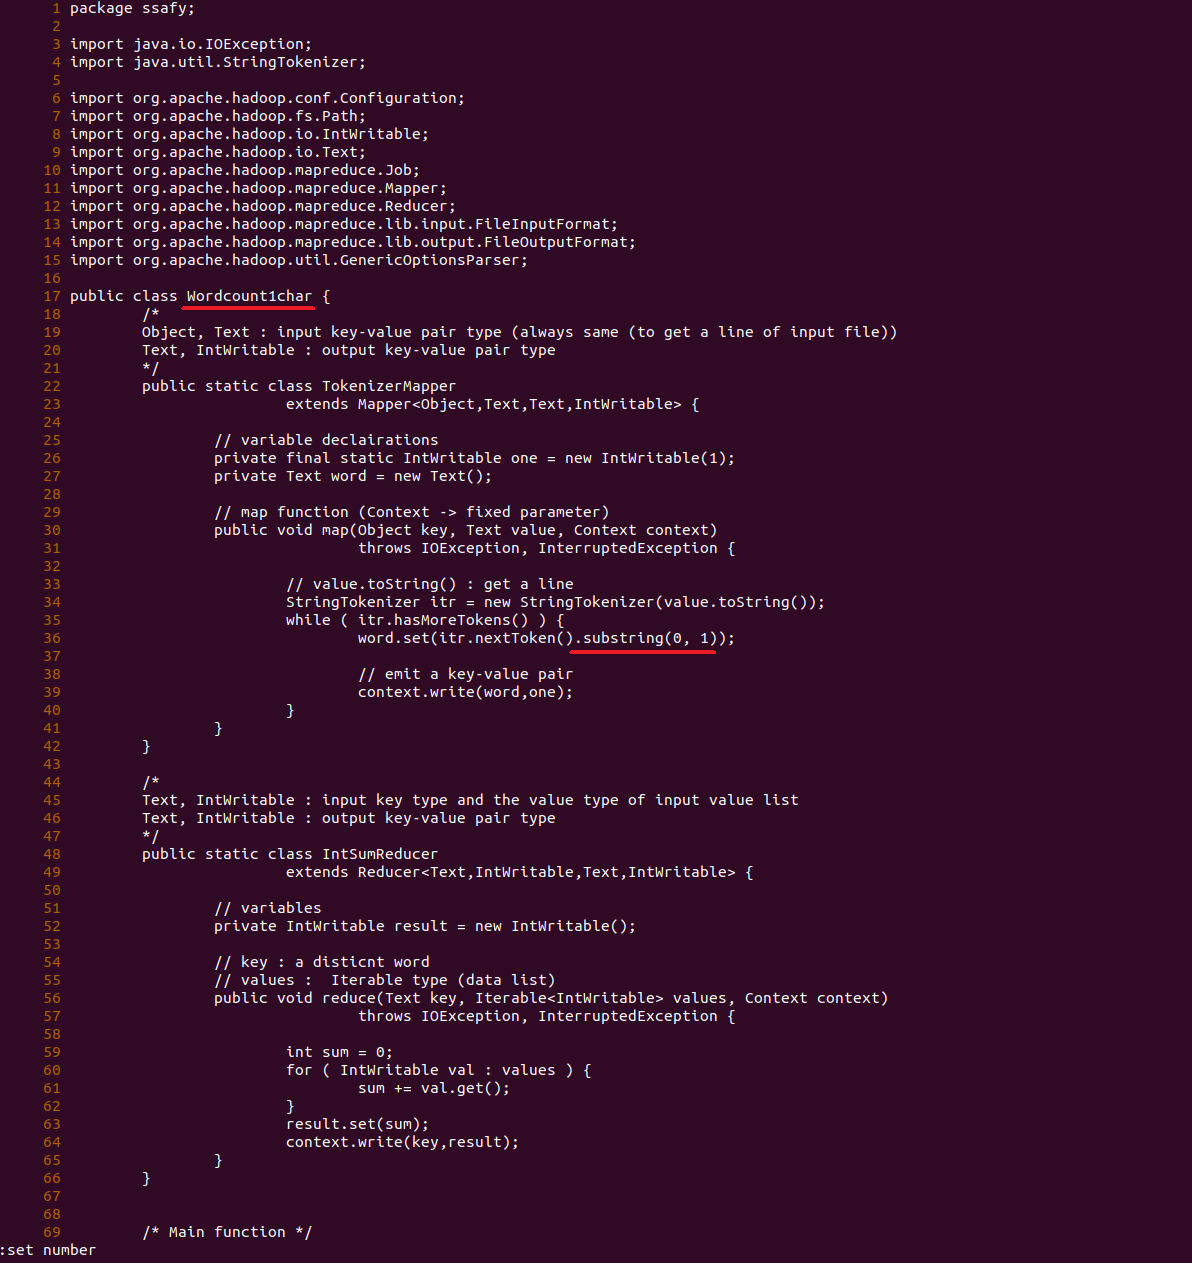 1 package ssafy;
2
3 import java.io.IOException;
4 import java.util.StringTokenizer;
5
6 import org.apache.hadoop.conf.Configuration;
7 import org.apache.hadoop.fs.Path;
8 import org.apache.hadoop.io.IntWritable;
9 import org.apache.hadoop.io.Text;
10 import org.apache.hadoop.mapreduce.Job;
11 import org.apache.hadoop.mapreduce.Mapper;
12 import org.apache.hadoop.mapreduce.Reducer;
13 import org.apache.hadoop.mapreduce.lib.input.FileInputFormat;
14 import org.apache.hadoop.mapreduce.lib.output.FileOutputFormat;
15 import org.apache.hadoop.util.GenericOptionsParser;
16
17 public class Wordcount1char {
18         /*
19         Object, Text : input key-value pair type (always same (to get a line of input file))
20         Text, IntWritable : output key-value pair type
21         */
22         public static class TokenizerMapper
23                         extends Mapper<Object,Text,Text,IntWritable> {
24
25                 // variable declairations
26                 private final static IntWritable one = new IntWritable(1);
27                 private Text word = new Text();
28
29                 // map function (Context -> fixed parameter)
30                 public void map(Object key, Text value, Context context)
31                                 throws IOException, InterruptedException {
32
33                         // value.toString() : get a line
34                         StringTokenizer itr = new StringTokenizer(value.toString());
35                         while ( itr.hasMoreTokens() ) {
36                                 word.set(itr.nextToken().substring(0, 1));
37
38                                 // emit a key-value pair
39                                 context.write(word,one);
40                         }
41                 }
42         }
43
44         /*
45         Text, IntWritable : input key type and the value type of input value list
46         Text, IntWritable : output key-value pair type
47         */
48         public static class IntSumReducer
49                         extends Reducer<Text,IntWritable,Text,IntWritable> {
50
51                 // variables
52                 private IntWritable result = new IntWritable();
53
54                 // key : a disticnt word
55                 // values :  Iterable type (data list)
56                 public void reduce(Text key, Iterable<IntWritable> values, Context context)
57                                 throws IOException, InterruptedException {
58
59                         int sum = 0;
60                         for ( IntWritable val : values ) {
61                                 sum += val.get();
62                         }
63                         result.set(sum);
64                         context.write(key,result);
65                 }
66         }
67
68
69         /* Main function */
:set number